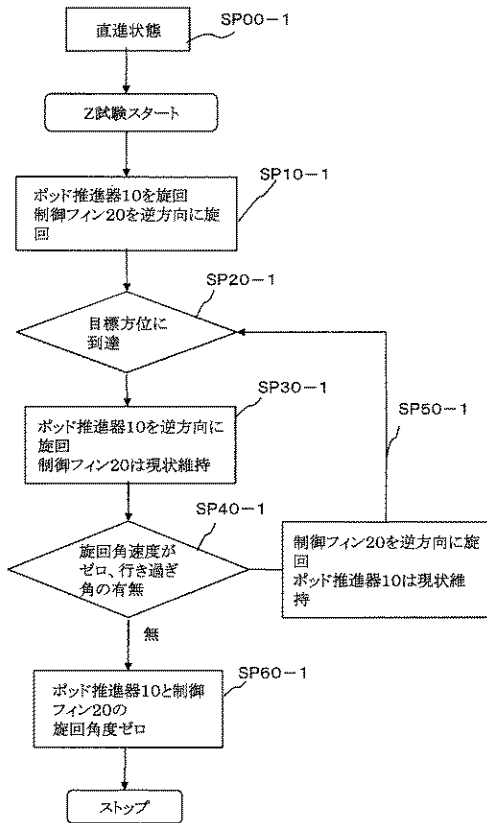 直進状態
SP00-1
Z試験スタート
ポッド推進器10を旋回
制御フィン20を逆方向に旋
回
SP10-1
SP20-1
目標方位に
到達
SP30-1
ポッド推進器10を逆方向に
旋回
制御フィン20は現状維持
SP40-1
旋回角速度が
ゼロ、行き過ぎ
角の有無
SP50-1
制御フィン20を逆方向に旋
回
ポッド推進器10は現状維
持
無
SP60-1
ポッド推進器10と制御
フィン20の
旋回角度ゼロ
ストップ